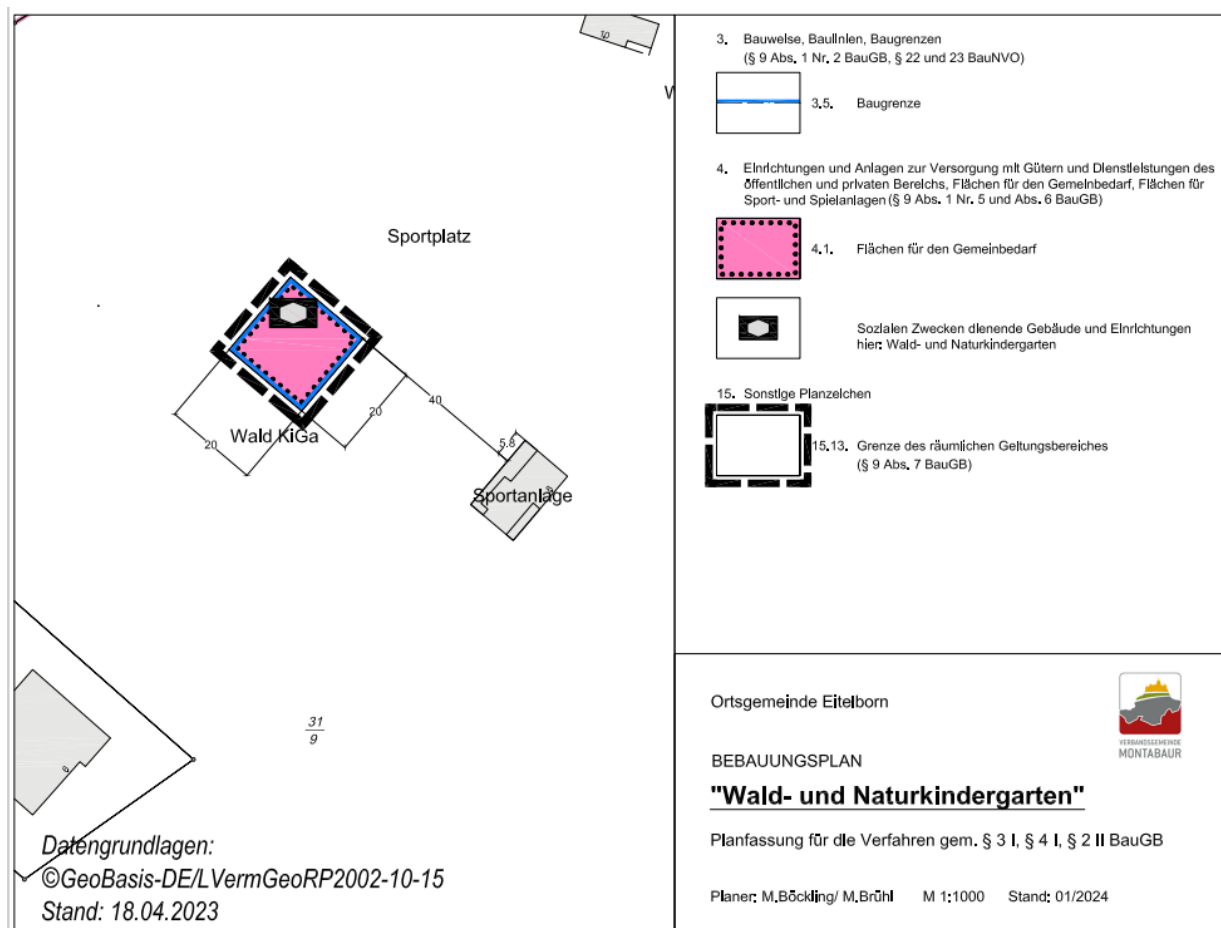 10
W
Sportplatz
40
20
20
5.8
Wald KiGa
Sportanlage
31
9
Datengrundlagen:
©GeoBasis-DE/LVermGeoRP2002-10-15
Stand: 18.04.2023
3. Bauweise, Baulinien, Baugrenzen
(§ 9 Abs. 1 Nr. 2 BauGB, § 22 und 23 BauNVO)
3.5. Baugrenze
4. Einrichtungen und Anlagen zur Versorgung mit Gütern und Dienstleistungen des
öffentlichen und privaten Bereichs, Flächen für den Gemeinbedarf, Flächen für
Sport- und Spielanlagen (§ 9 Abs. 1 Nr. 5 und Abs. 6 BauGB)
4.1. Flächen für den Gemeinbedarf
Sozialen Zwecken dienende Gebäude und Einrichtungen
hier: Wald- und Naturkindergarten
15. Sonstige Planzeichen
15.13. Grenze des räumlichen Geltungsbereiches
(§ 9 Abs. 7 BauGB)
Ortsgemeinde Eitelborn
VERBANDSGEMEINDE
MONTABAUR
BEBAUUNGSPLAN
"Wald- und Naturkindergarten"
Planfassung für die Verfahren gem. § 3 I, § 4 I, § 2 II BauGB
Planer: M.Böckling/ M.Brühl M 1:1000 Stand: 01/2024